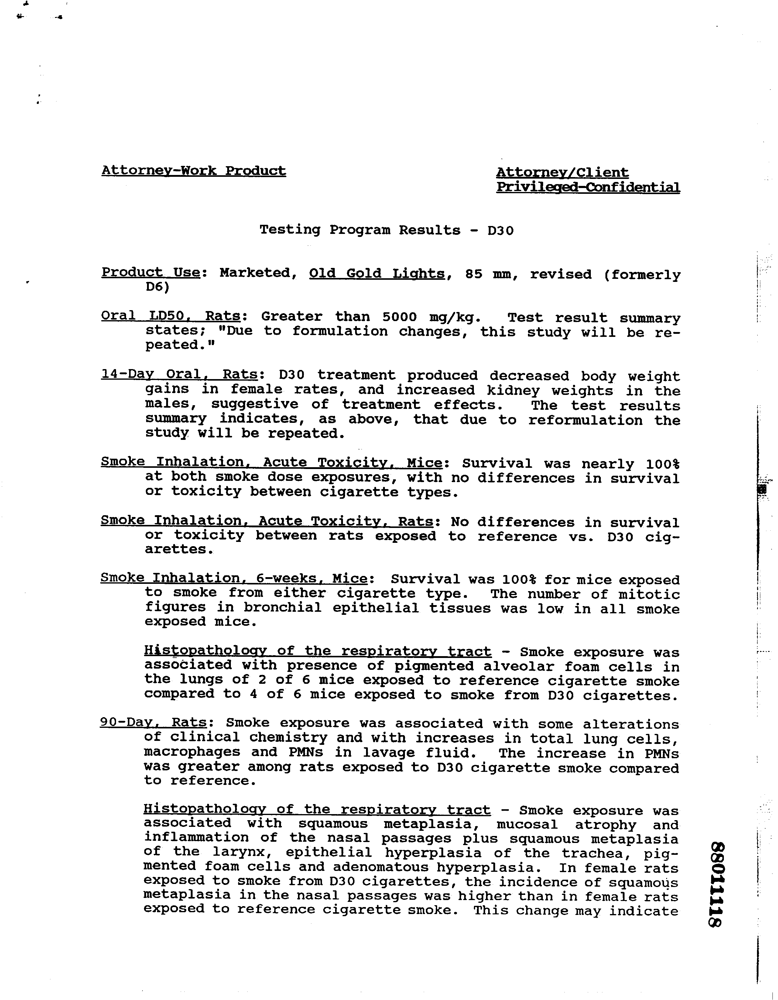 Attorney-Work Product
Attorney/Client
Privileged-Confidential
Testing Program Results - D30
Product Use: Marketed, Old Gold Lights, 85 mm, revised (formerly
D6)
Oral LD50, Rats: Greater than 5000 mg/kg. Test result summary
states; "Due to formulation changes, this study will be re-
peated."
14-Day Oral, Rats: D30 treatment produced decreased body weight
gains in female rates, and increased kidney weights in the
males, suggestive of treatment effects. The test results
summary indicates, as above, that due to reformulation the
study will be repeated.
Smoke Inhalation, Acute Toxicity, Mice: Survival was nearly 100%
at both smoke dose exposures, with no differences in survival
or toxicity between cigarette types.
Smoke Inhalation, Acute Toxicity, Rats: No differences in survival
or toxicity between rats exposed to reference vs. D30 cig-
arettes.
Smoke Inhalation, 6-weeks, Mice: Survival was 100% for mice exposed
to smoke from either cigarette type. The number of mitotic
figures in bronchial epithelial tissues was low in all smoke
exposed mice.
Histopathology of the respiratory tract - Smoke exposure was
associated with presence of pigmented alveolar foam cells in
the lungs of 2 of 6 mice exposed to reference cigarette smoke
compared to 4 of 6 mice exposed to smoke from D30 cigarettes.
90-Day, Rats: Smoke exposure was associated with some alterations
of clinical chemistry and with increases in total lung cells,
macrophages and PMNs in lavage fluid. The increase in PMNs
was greater among rats exposed to D30 cigarette smoke compared
to reference.
Histopathology of the respiratory tract - Smoke exposure was
associated with squamous metaplasia, mucosal atrophy and
inflammation of the nasal passages plus squamous metaplasia
of the larynx, epithelial hyperplasia of the trachea, pig-
mented foam cells and adenomatous hyperplasia. In female rats
exposed to smoke from D30 cigarettes, the incidence of squamous
metaplasia in the nasal passages was higher than in female rats
exposed to reference cigarette smoke. This change may indicate
88011118